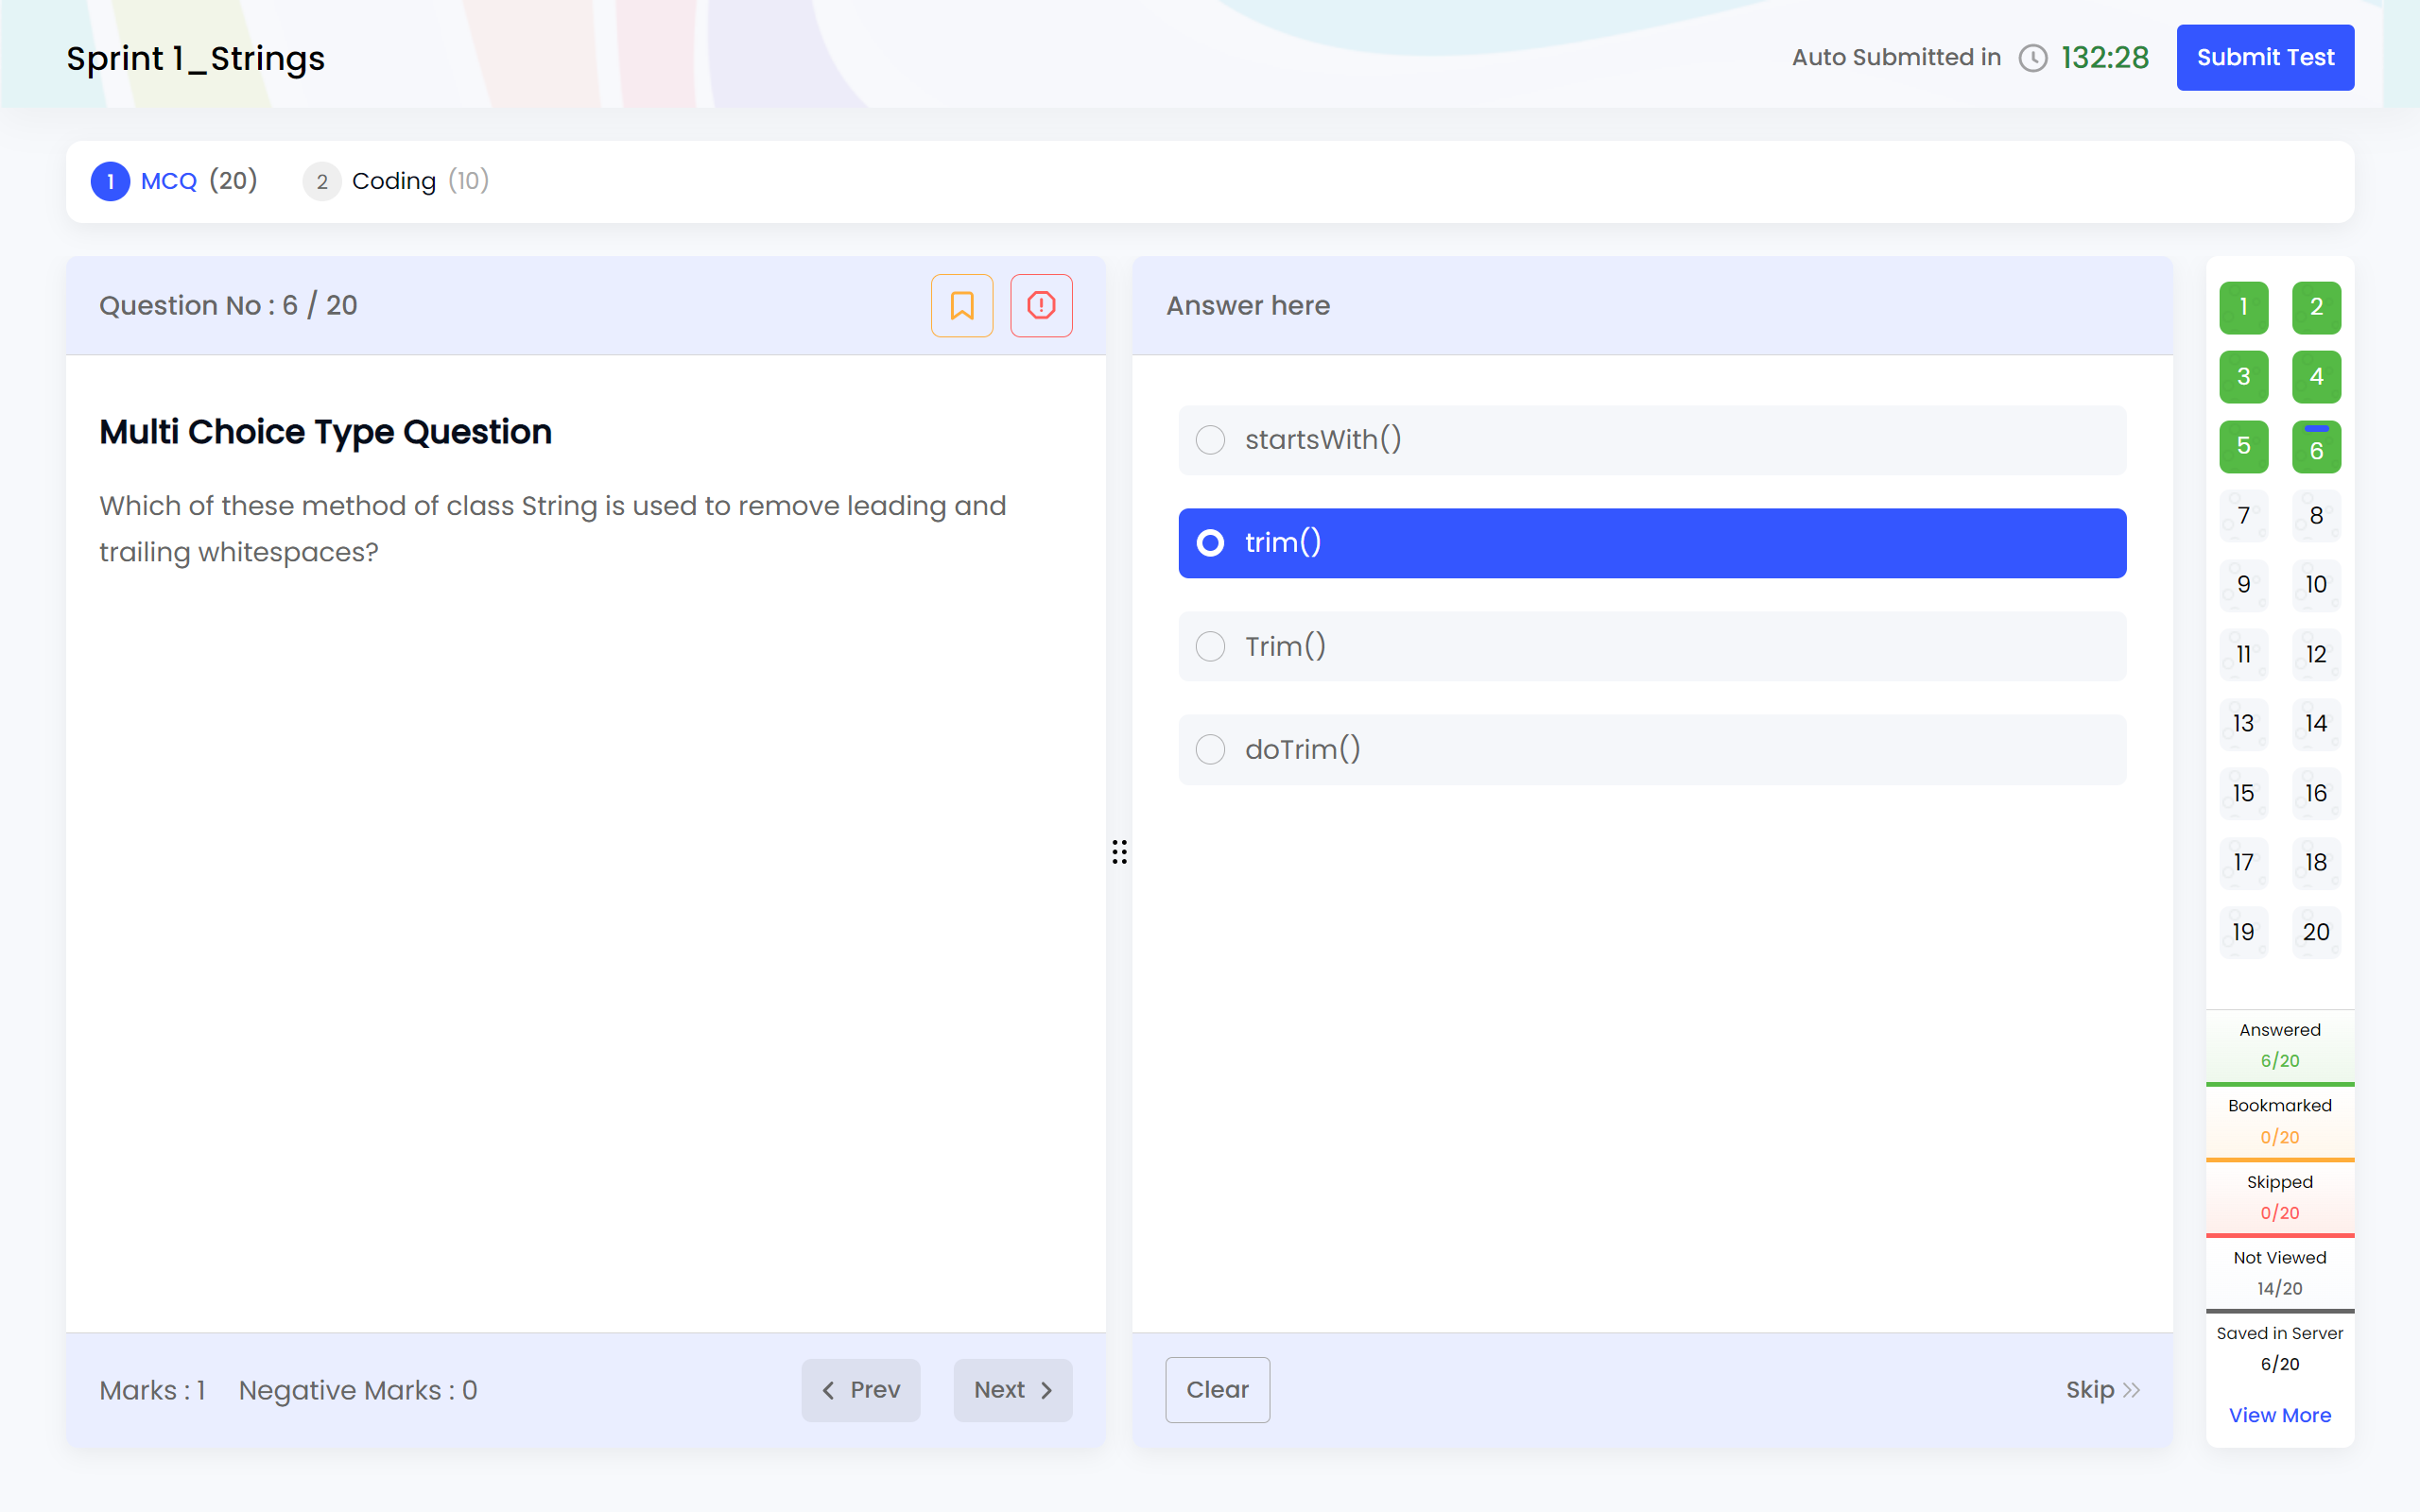 Sprint 1_Strings
Auto Submitted in 132:28
Submit Test
1 MCQ (20)
2 Coding (10)
Question No : 6 / 20
Multi Choice Type Question
Which of these method of class String is used to remove leading and
trailing whitespaces?
Marks : 1 Negative Marks : 0
Prev
Next
Answer here
startsWith()
trim()
Trim()
doTrim()
Clear
Skip
1 2
3 4
5 6
7 8
9 10
11 12
13 14
15 16
17 18
19 20
Answered
6/20
Bookmarked
0/20
Skipped
0/20
Not Viewed
14/20
Saved in Server
6/20
View More